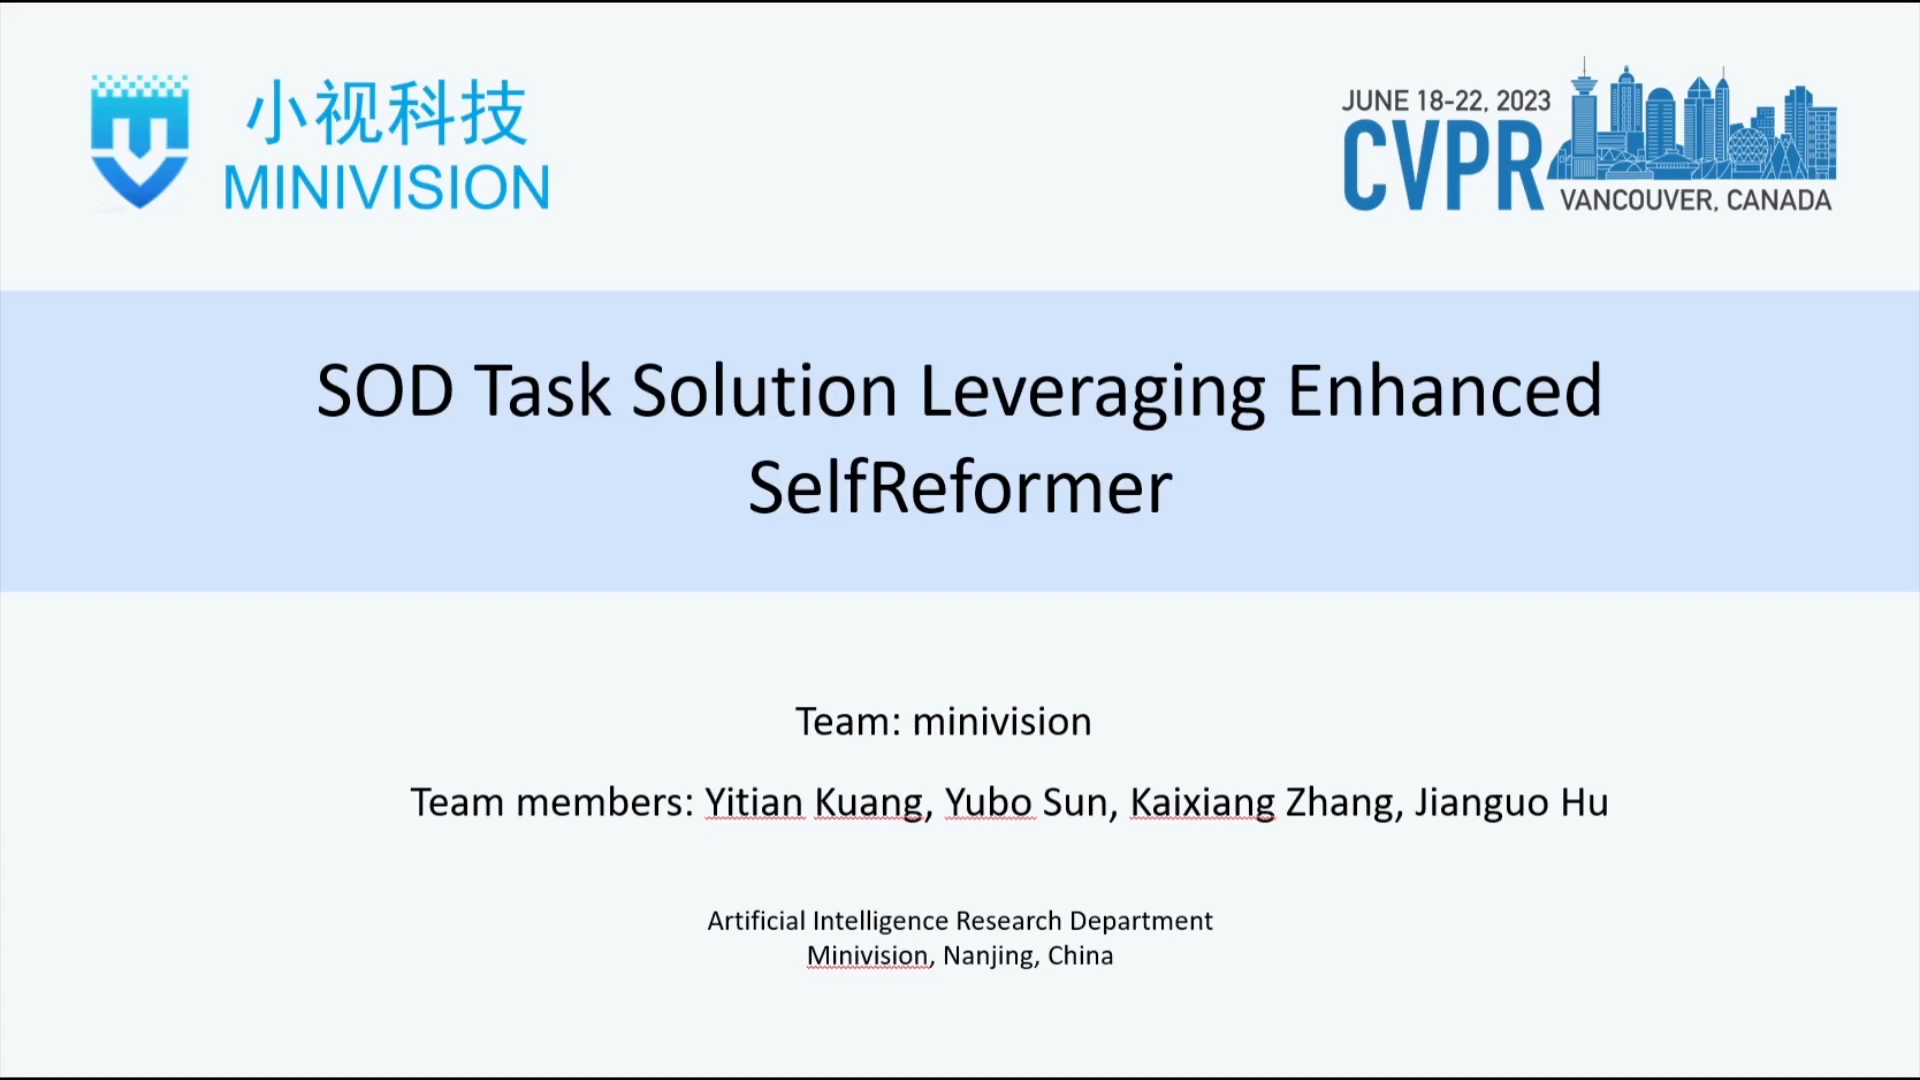 小视科技
MINIVISION
JUNE 18-22, 2023
CVPR
VANCOUVER, CANADA
SOD Task Solution Leveraging Enhanced
SelfReformer
Team: minivision
Team members: Yitian Kuang, Yubo Sun, Kaixiang Zhang, Jianguo Hu
Artificial Intelligence Research Department
Minivision, Nanjing, China